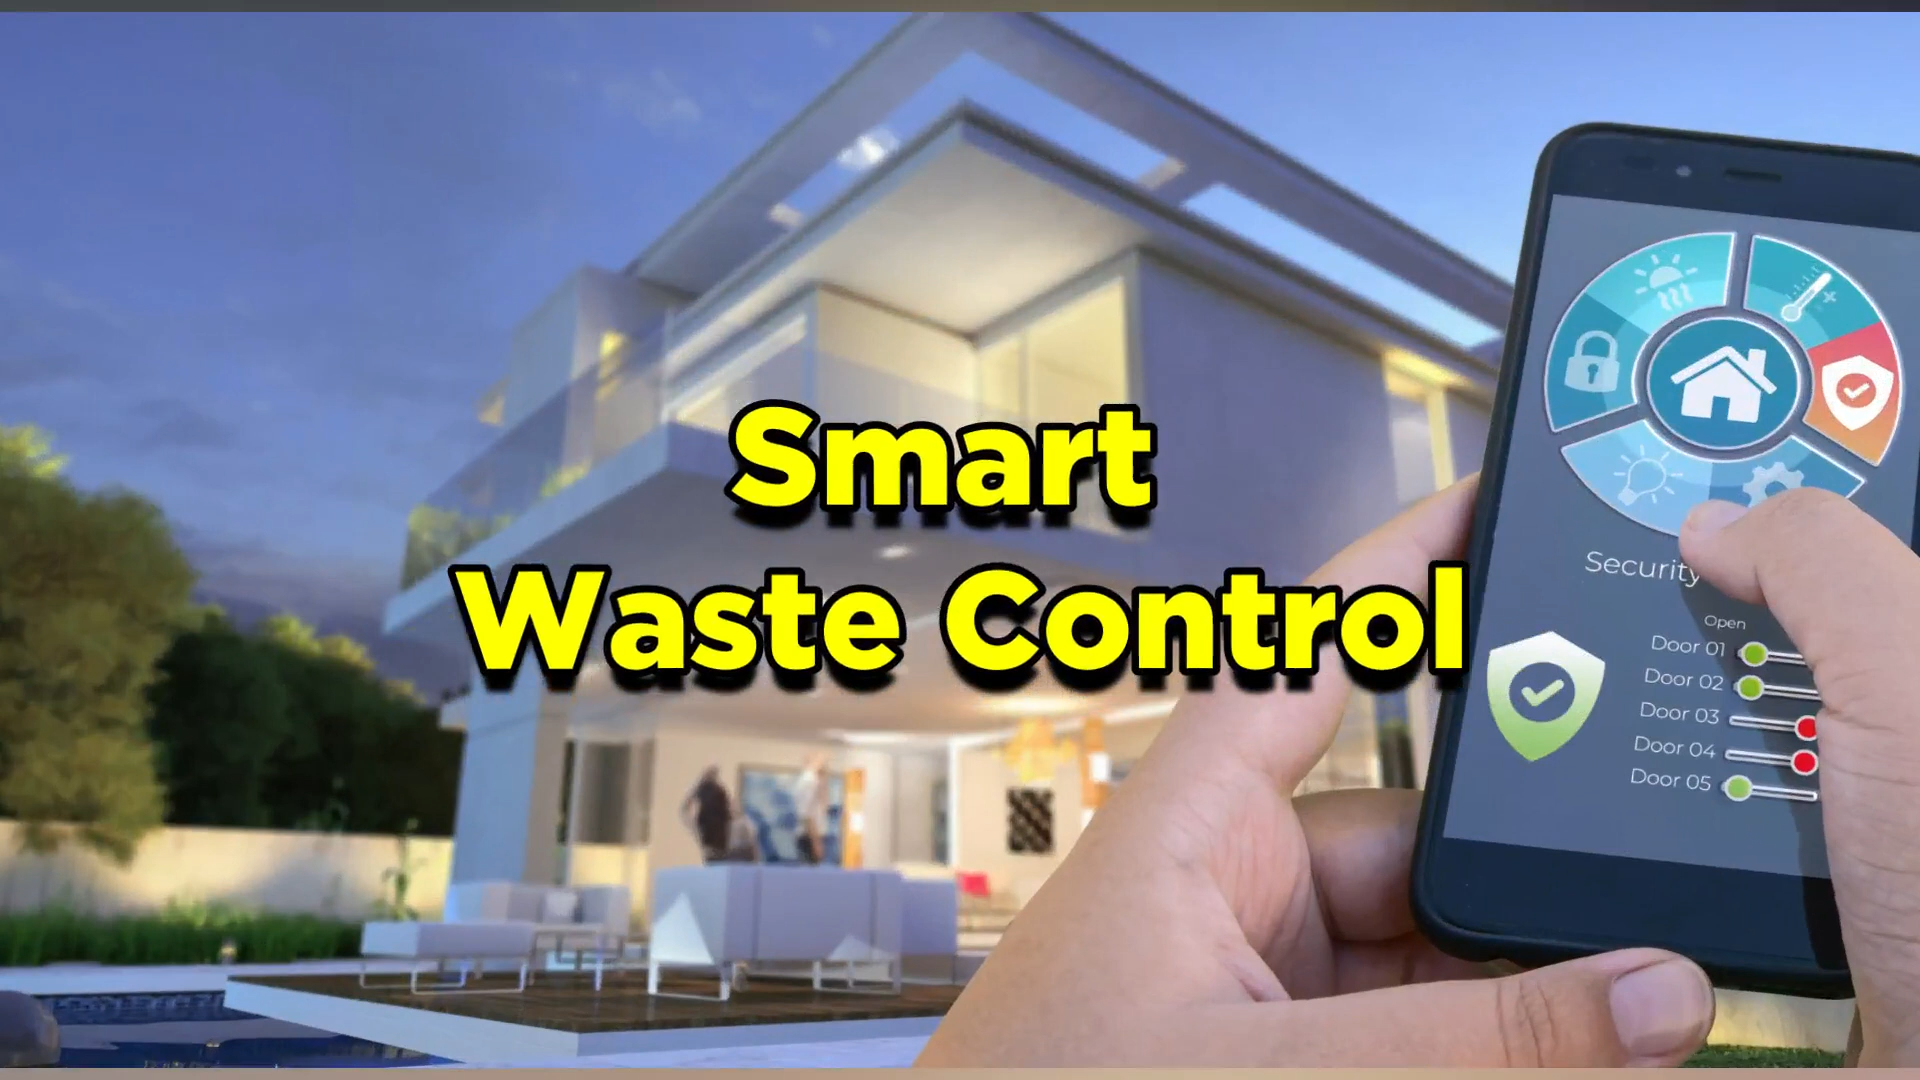 Smart
Waste Control
Security
Open
Door 01
Door 02
Door 03
Door 04
Door 05